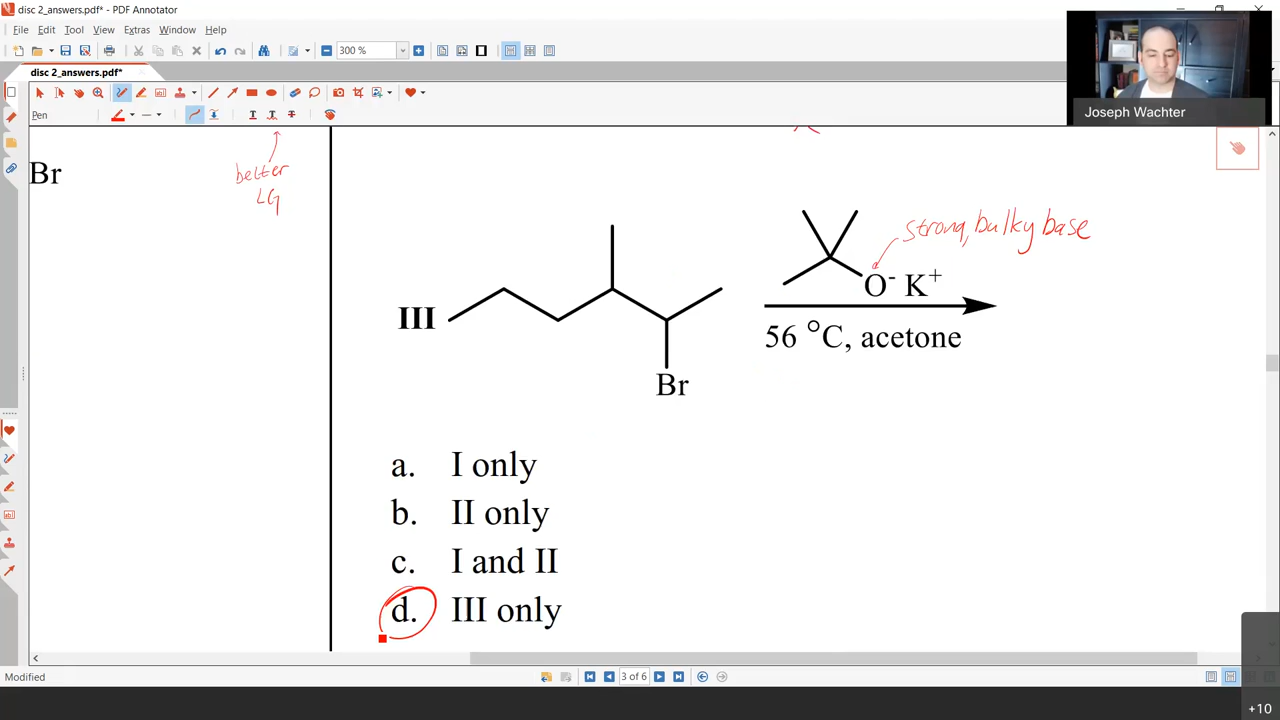 disc 2_answers.pdf* - PDF Annotator
File Edit Tool View Extras Window Help
300 %
disc 2_answers.pdf*
Pen
Joseph Wachter
Br
better
LG
strong, bulky base
O- K+
III
56 °C, acetone
Br
a. I only
b. II only
c. I and II
d. III only
Modified
3 of 6
+10